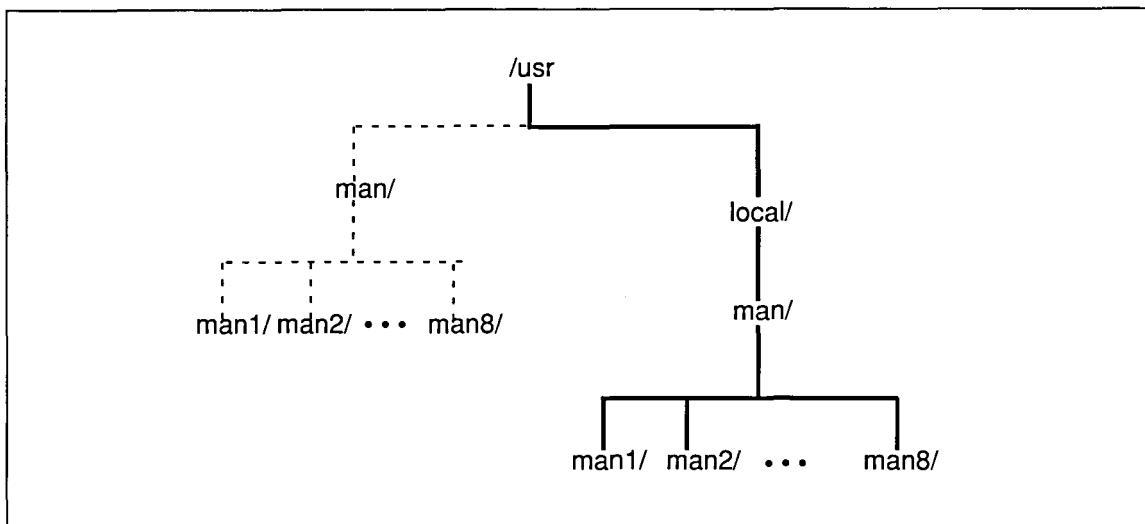 /usr
man/
local/
man1/ man2/ • • • man8/
man/
man1/ man2/ • • • man8/